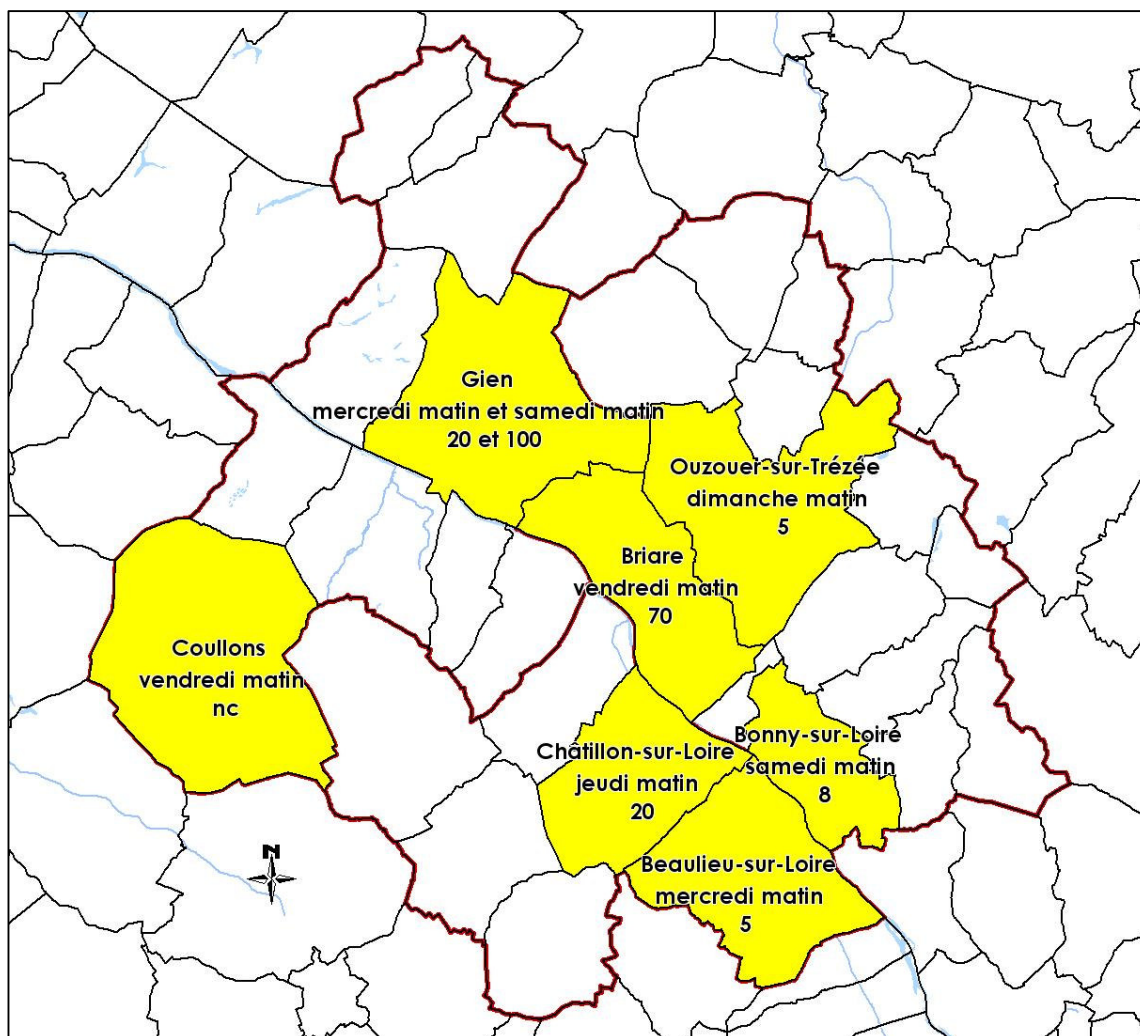 Gien
mercredi matin et samedi matin
20 et 100
Ouzouer-sur-Trézée
dimanche matin
5
Briare
vendredi matin
70
Coullons
vendredi matin
nc
Châtillon-sur-Loire
jeudi matin
20
Bonny-sur-Loire
samedi matin
8
Beaulieu-sur-Loire
mercredi matin
5
N